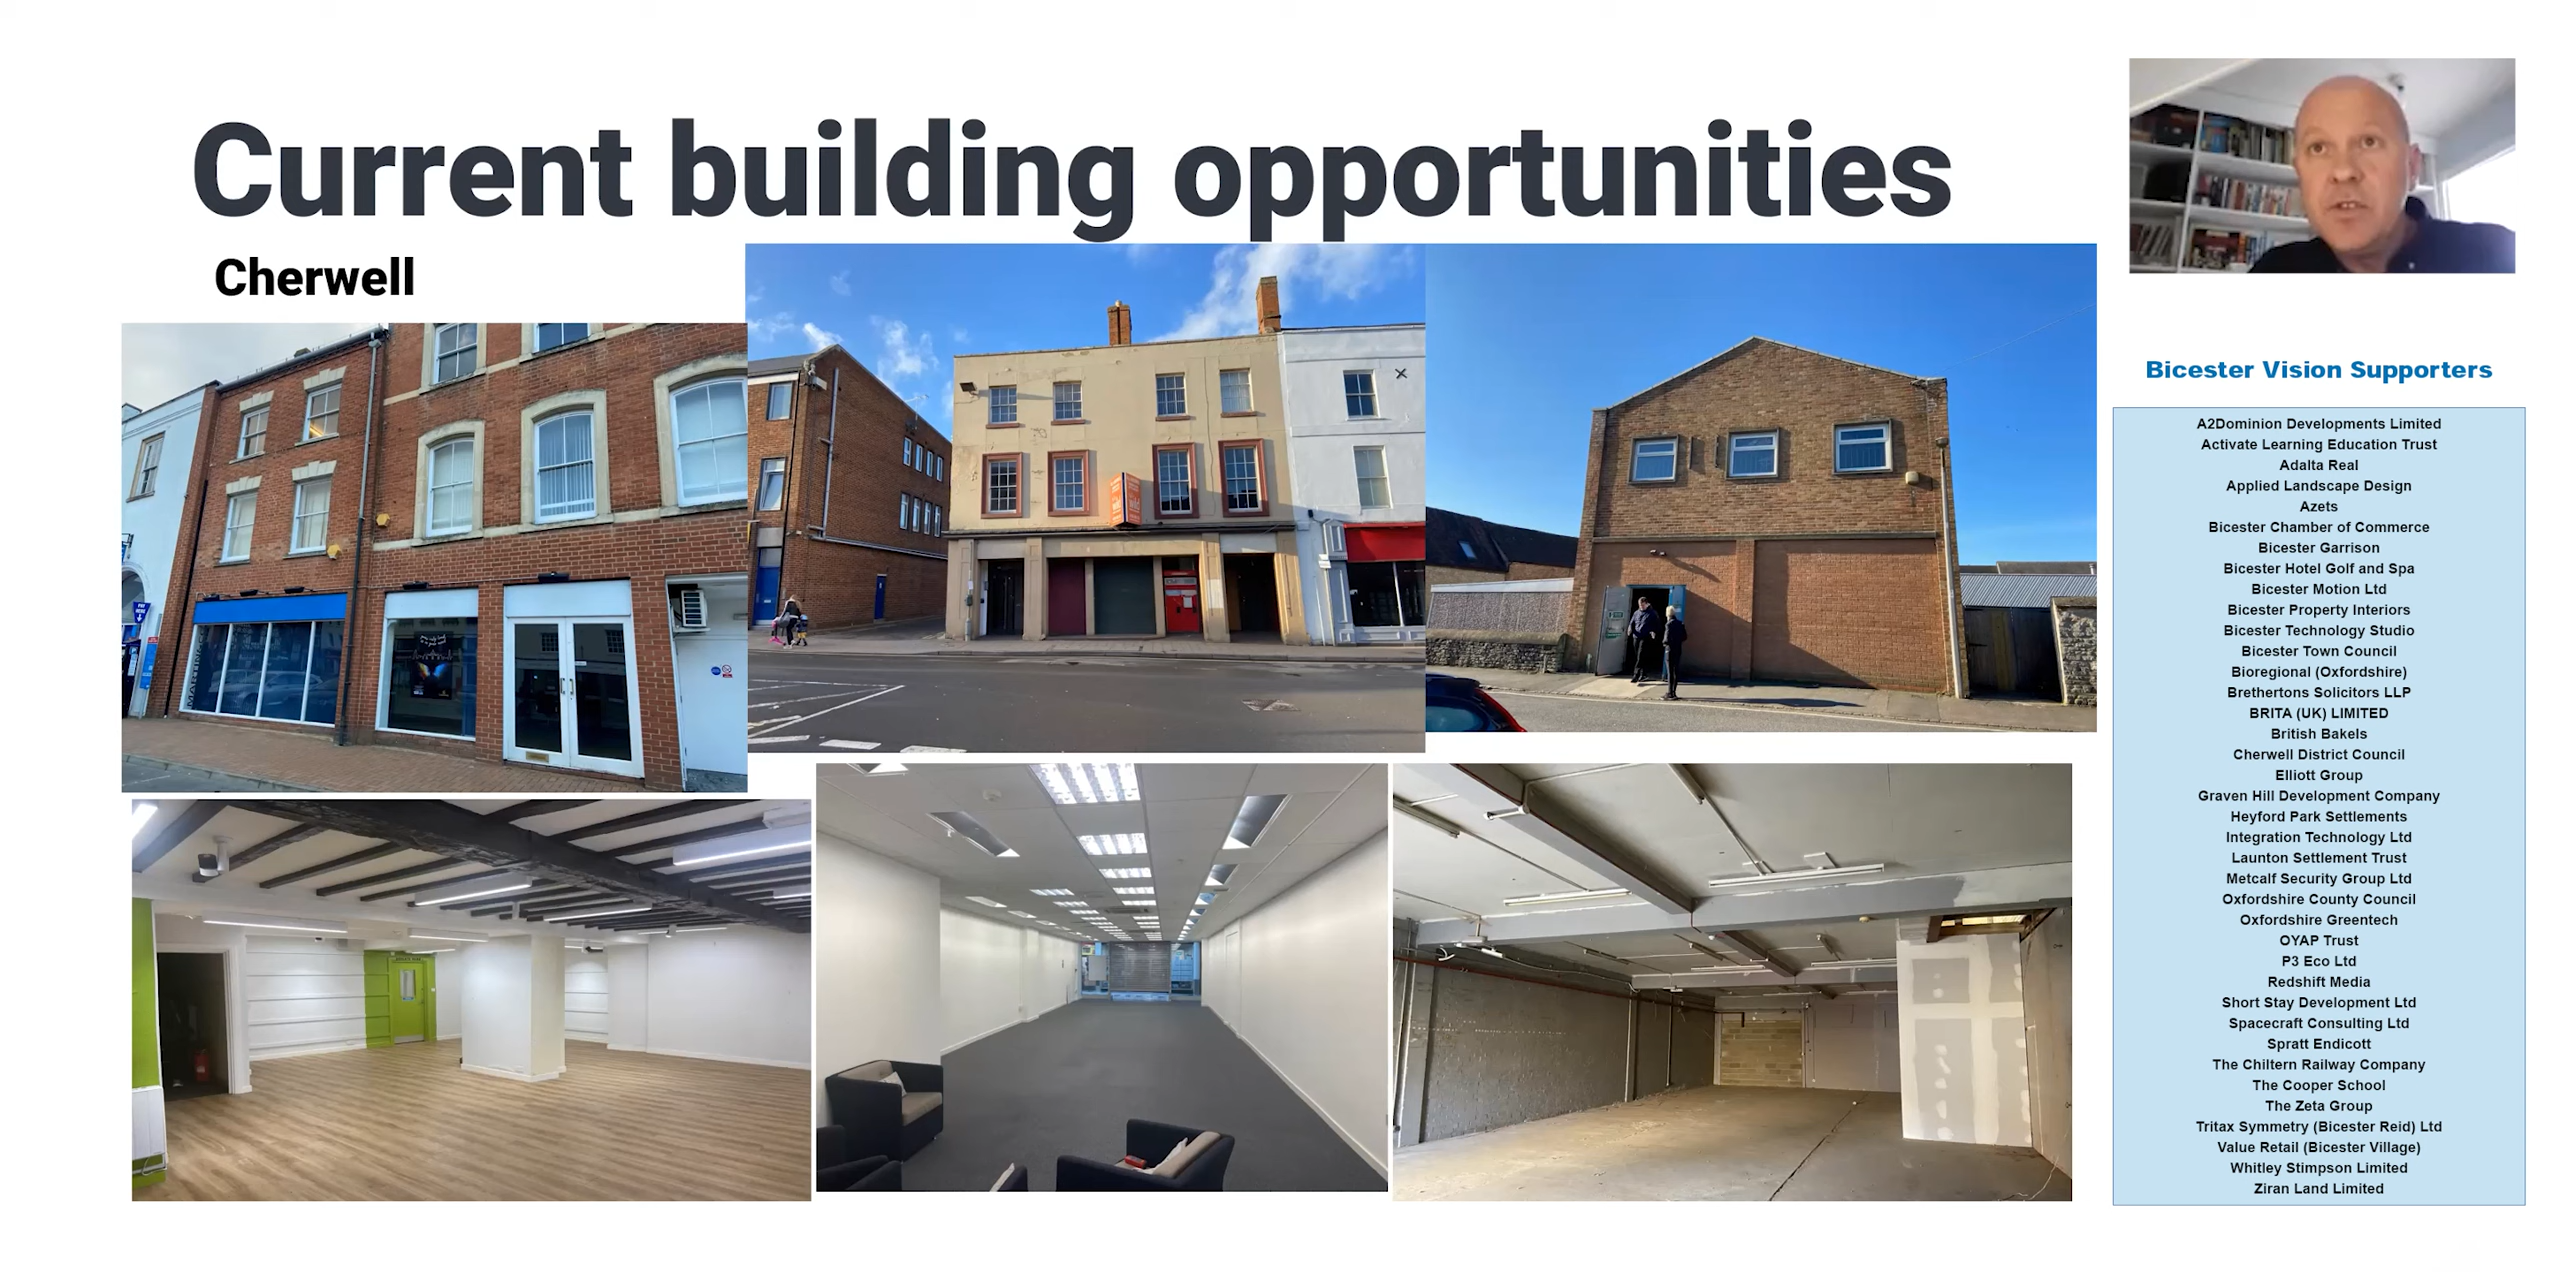 Current building opportunities
Cherwell
Bicester Vision Supporters
A2Dominion Developments Limited
Activate Learning Education Trust
Adalta Real
Applied Landscape Design
Azets
Bicester Chamber of Commerce
Bicester Garrison
Bicester Hotel Golf and Spa
Bicester Motion Ltd
Bicester Property Interiors
Bicester Technology Studio
Bicester Town Council
Bioregional (Oxfordshire)
Brethertons Solicitors LLP
BRITA (UK) LIMITED
British Bakels
Cherwell District Council
Elliott Group
Graven Hill Development Company
Heyford Park Settlements
Integration Technology Ltd
Launton Settlement Trust
Metcalf Security Group Ltd
Oxfordshire County Council
Oxfordshire Greentech
OYAP Trust
P3 Eco Ltd
Redshift Media
Short Stay Development Ltd
Spacecraft Consulting Ltd
Spratt Endicott
The Chiltern Railway Company
The Cooper School
The Zeta Group
Tritax Symmetry (Bicester Reid) Ltd
Value Retail (Bicester Village)
Whitley Stimpson Limited
Ziran Land Limited